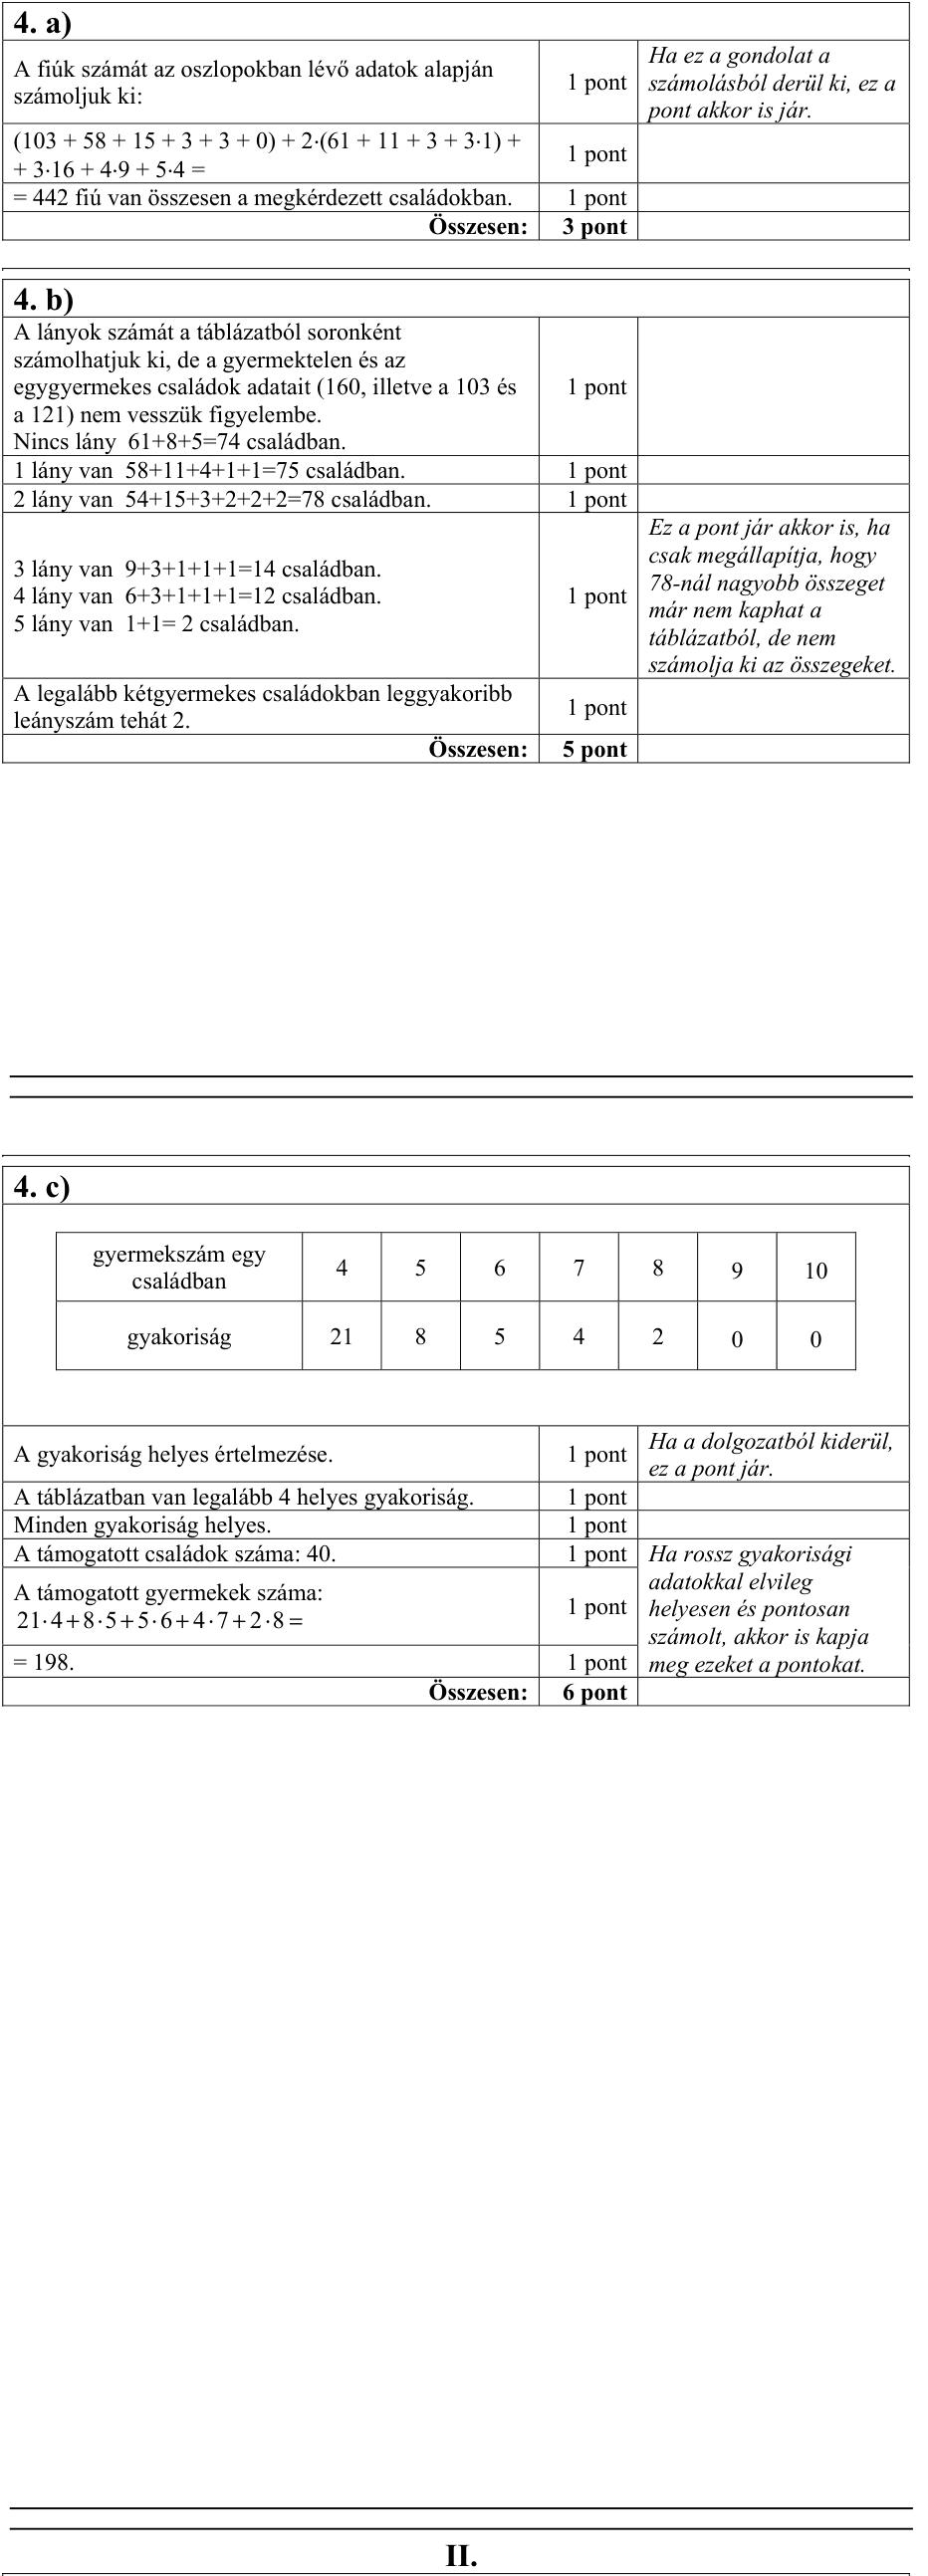 4. a)
A fiúk számát az oszlopokban lévő adatok alapján
számoljuk ki:
1 pont
Ha ez a gondolat a
számolásból derül ki, ez a
pont akkor is jár.
(103 + 58 + 15 + 3 + 3 + 0) + 2·(61 + 11 + 3 + 3·1) +
+ 3·16 + 4·9 + 5·4 =
1 pont
= 442 fiú van összesen a megkérdezett családokban.
1 pont
Összesen:
3 pont
4. b)
A lányok számát a táblázatból soronként
számolhatjuk ki, de a gyermektelen és az
egygyermekes családok adatait (160, illetve a 103 és
a 121) nem vesszük figyelembe.
Nincs lány  61+8+5=74 családban.
1 pont
1 lány van  58+11+4+1+1=75 családban.
1 pont
2 lány van  54+15+3+2+2+2=78 családban.
1 pont
3 lány van  9+3+1+1+1=14 családban.
4 lány van  6+3+1+1+1=12 családban.
5 lány van  1+1= 2 családban.
1 pont
Ez a pont jár akkor is, ha
csak megállapítja, hogy
78-nál nagyobb összeget
már nem kaphat a
táblázatból, de nem
számolja ki az összegeket.
A legalább kétgyermekes családokban leggyakoribb
leányszám tehát 2.
1 pont
Összesen:
5 pont
4. c)
gyermekszám egy
családban
4 5 6 7 8 9 10
gyakoriság 21 8 5 4 2 0 0
A gyakoriság helyes értelmezése.
1 pont
Ha a dolgozatból kiderül,
ez a pont jár.
A táblázatban van legalább 4 helyes gyakoriság.
1 pont
Minden gyakoriság helyes.
1 pont
A támogatott családok száma: 40.
1 pont
A támogatott gyermekek száma:
21·4+8·5+5·6+4·7+2·8=
1 pont
= 198.
1 pont
Ha rossz gyakorisági
adatokkal elvileg
helyesen és pontosan
számolt, akkor is kapja
meg ezeket a pontokat.
Összesen:
6 pont
II.